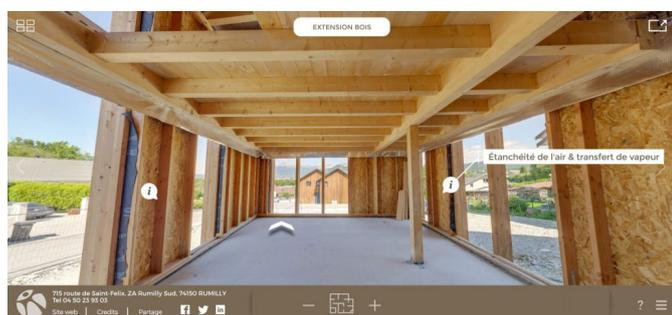 EXTENSION BOIS
Étanchéité de l'air & transfert de vapeur
i
i
715 route de Saint-Felix, ZA Rumilly Sud, 74150 RUMILLY
Tel 04 50 23 93 03
Site web | Credits | Partage
?